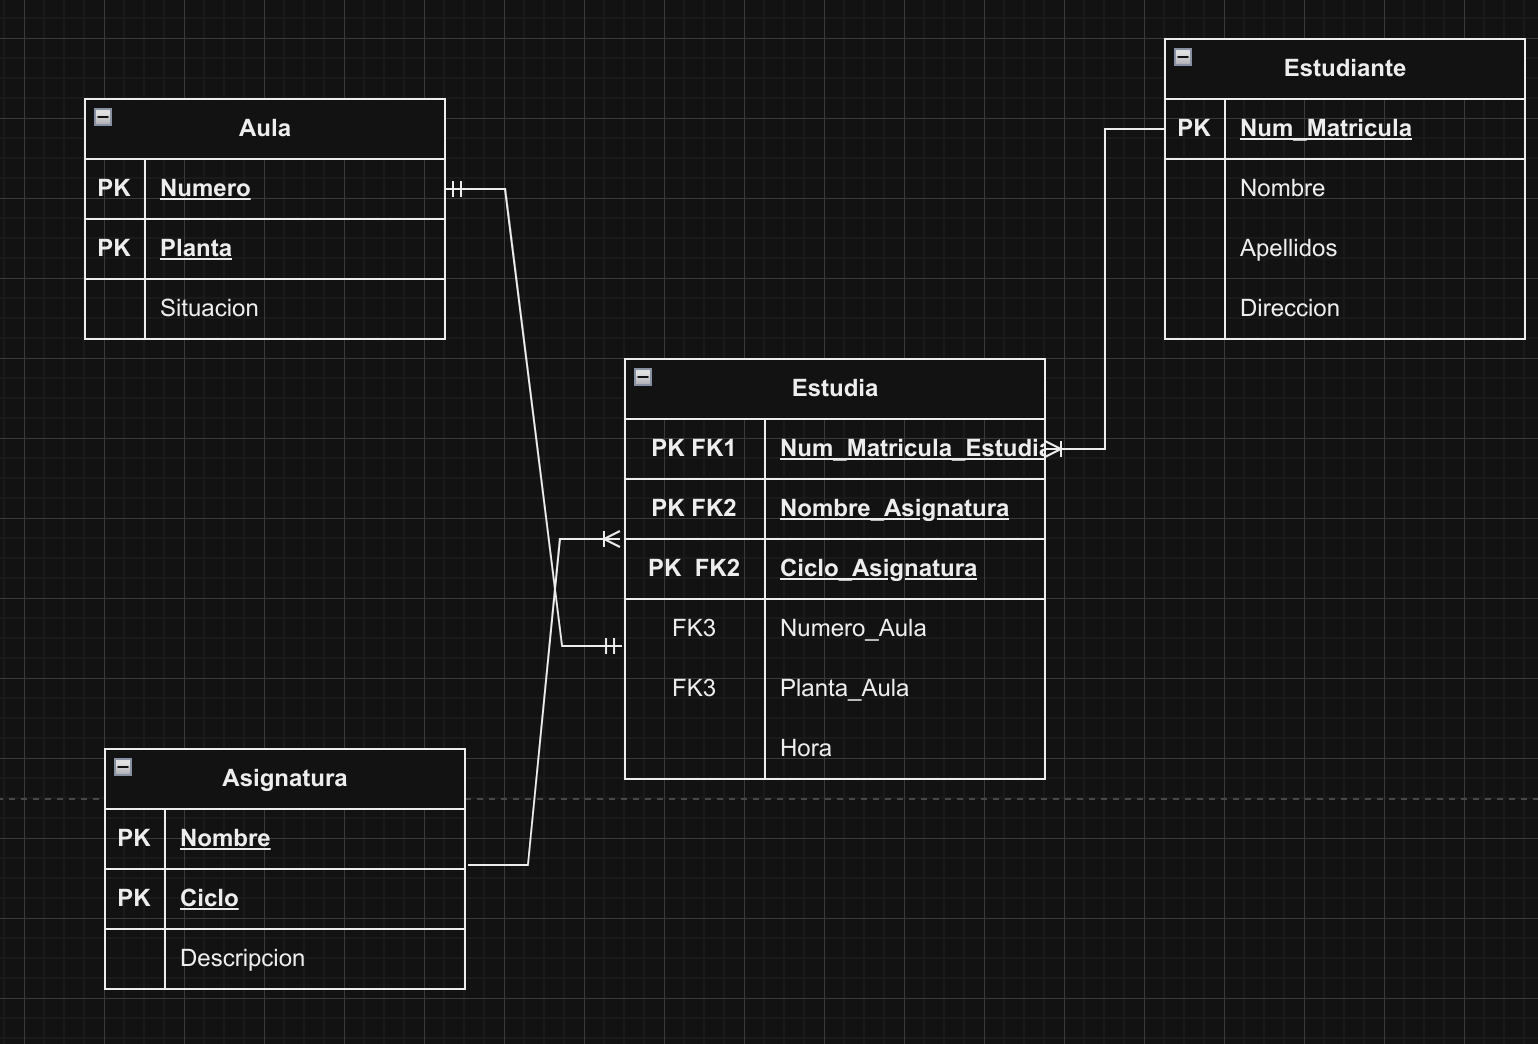 Aula
PK Numero
PK Planta
Situacion
Estudiante
PK Num_Matricula
Nombre
Apellidos
Direccion
Estudia
PK FK1 Num_Matricula_Estudia
PK FK2 Nombre_Asignatura
PK FK2 Ciclo_Asignatura
FK3 Numero_Aula
FK3 Planta_Aula
Hora
Asignatura
PK Nombre
PK Ciclo
Descripcion